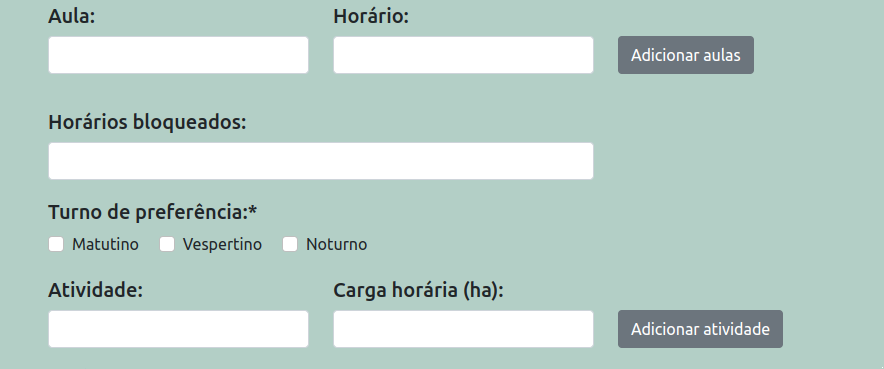 Aula: Horário:
Adicionar aulas
Horários bloqueados:
Turno de preferência:*
Matutino Vespertino Noturno
Atividade: Carga horária (ha):
Adicionar atividade